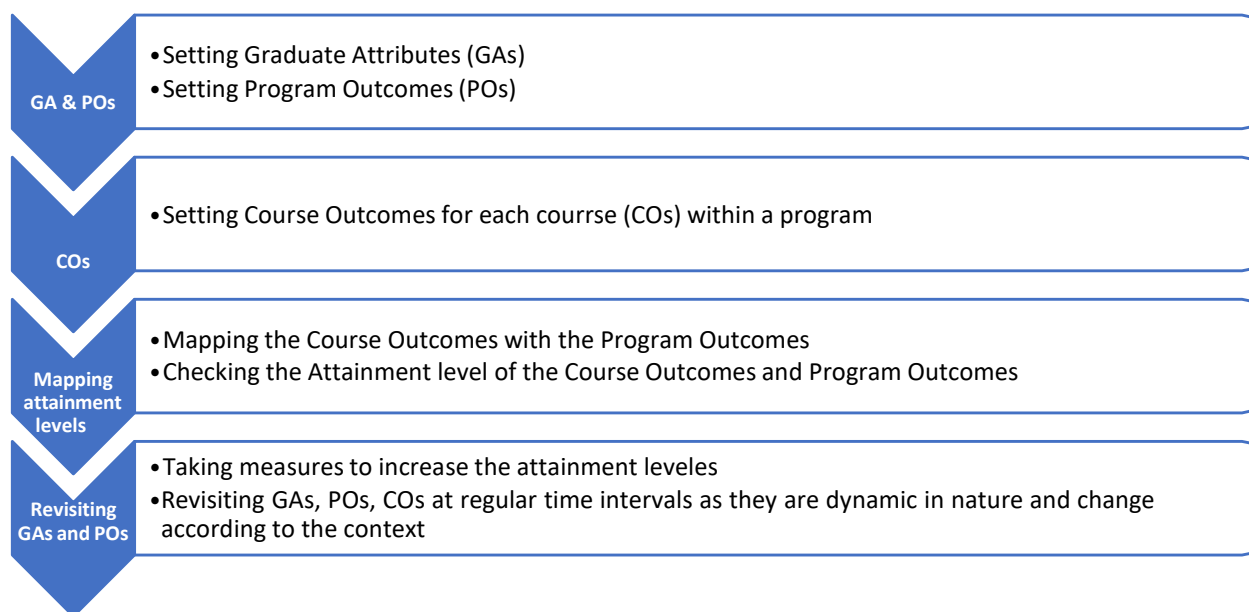 GA & POs
•Setting Graduate Attributes (GAs)
•Setting Program Outcomes (POs)
COs
•Setting Course Outcomes for each courrse (COs) within a program
Mapping
attainment
levels
•Mapping the Course Outcomes with the Program Outcomes
•Checking the Attainment level of the Course Outcomes and Program Outcomes
Revisiting
GAs and POs
•Taking measures to increase the attainment leveles
•Revisiting GAs, POs, COs at regular time intervals as they are dynamic in nature and change
according to the context